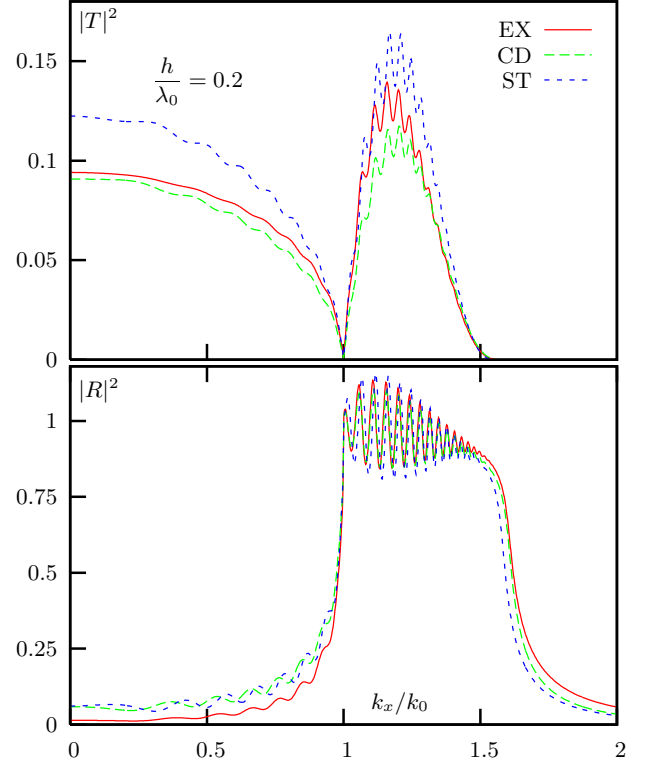 |T|²
EX
CD
ST
h/λ₀ = 0.2
0.15
0.1
0.05
0
|R|²
1
0.75
0.5
0.25
0
kₓ/k₀
0 0.5 1 1.5 2